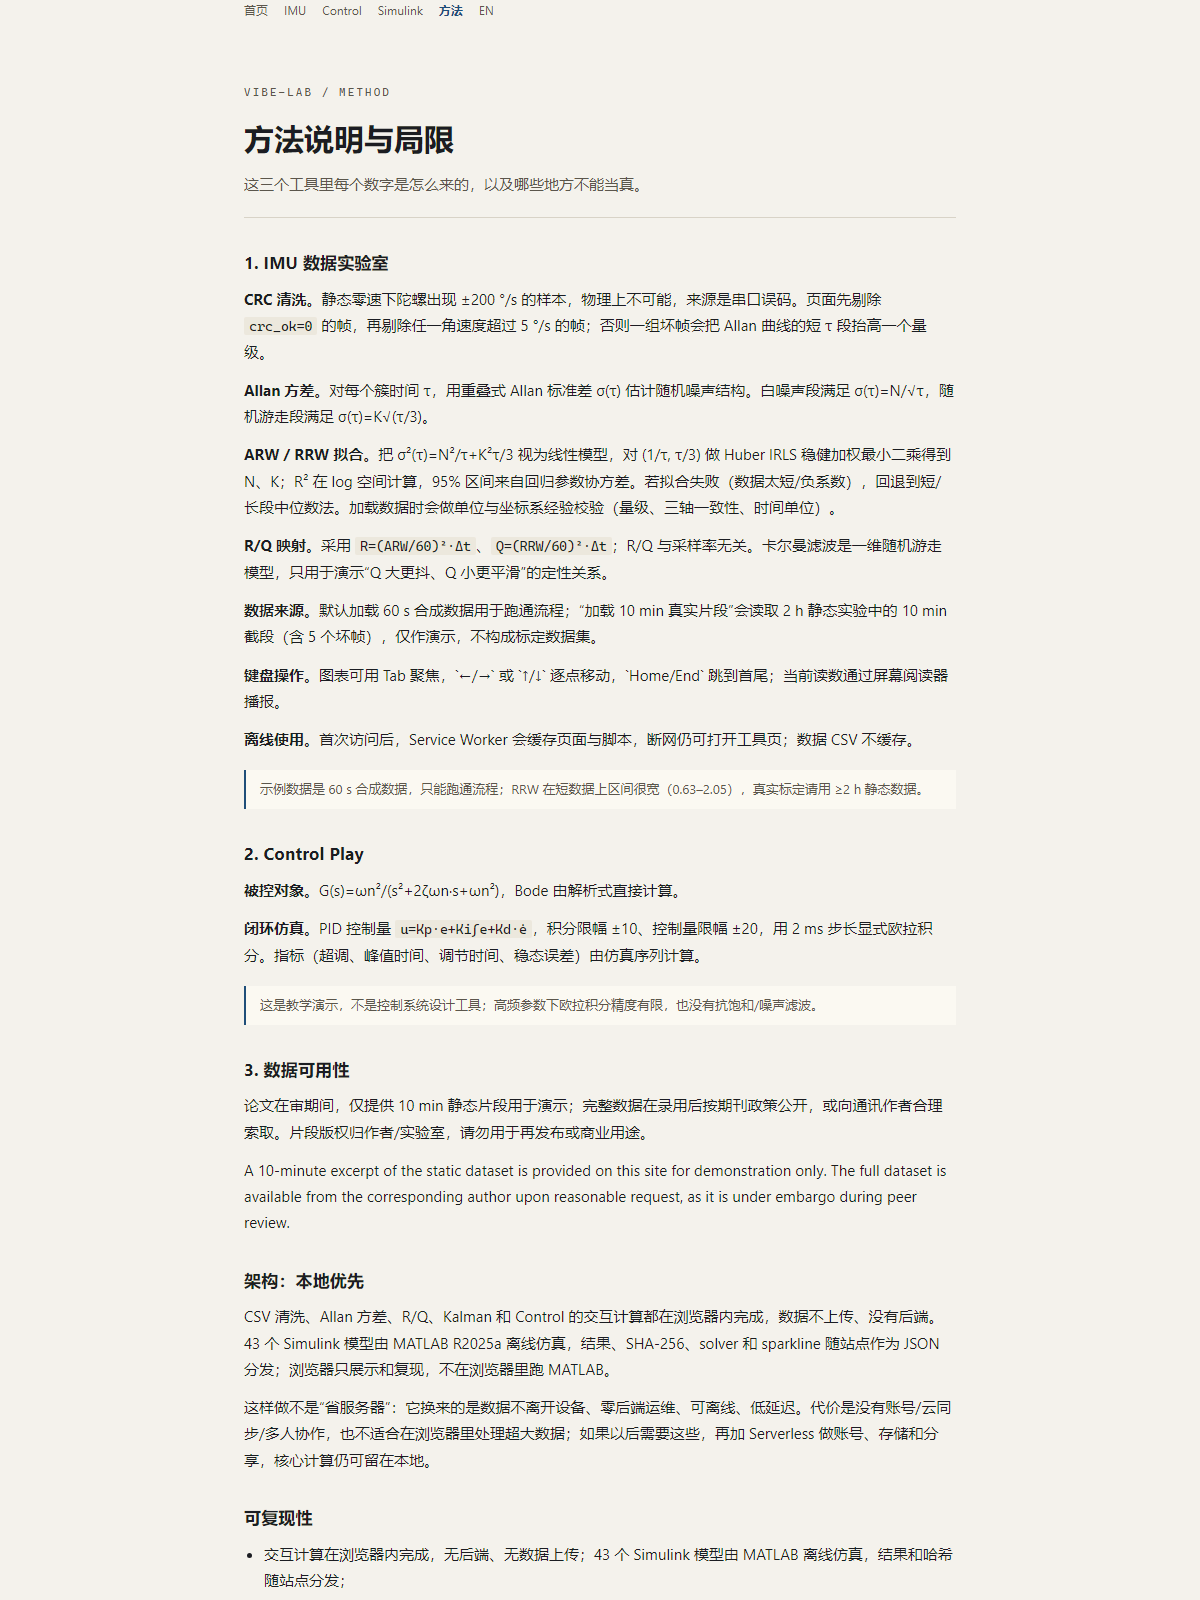 首页 IMU Control Simulink 方法 EN
VIBE-LAB / METHOD
方法说明与局限
这三个工具里每个数字是怎么来的，以及哪些地方不能当真。
1. IMU 数据实验室
CRC 清洗。静态零速下陀螺出现 ±200 °/s 的样本，物理上不可能，来源是串口误码。页面先剔除
crc_ok=0 的帧，再剔除任一角速度超过 5 °/s 的帧；否则一组坏帧会把 Allan 曲线的短 τ 段抬高一个量
级。
Allan 方差。对每个簇时间 τ，用重叠式 Allan 标准差 σ(τ) 估计随机噪声结构。白噪声段满足 σ(τ)=N/√τ，随
机游走段满足 σ(τ)=K√(τ/3)。
ARW / RRW 拟合。把 σ²(τ)=N²/τ+K²τ/3 视为线性模型，对 (1/τ, τ/3) 做 Huber IRLS 稳健加权最小二乘得到
N、K；R² 在 log 空间计算，95% 区间来自回归参数协方差。若拟合失败（数据太短/负系数），回退到短/
长段中位数法。加载数据时会做单位与坐标系经验校验（量级、三轴一致性、时间单位）。
R/Q 映射。采用 R=(ARW/60)²·Δt 、 Q=(RRW/60)²·Δt ；R/Q 与采样率无关。卡尔曼滤波是一维随机游走
模型，只用于演示“Q 大更抖、Q 小更平滑”的定性关系。
数据来源。默认加载 60 s 合成数据用于跑通流程；“加载 10 min 真实片段”会读取 2 h 静态实验中的 10 min
截段（含 5 个坏帧），仅作演示，不构成标定数据集。
键盘操作。图表可用 Tab 聚焦，`←/→` 或 `↑/↓` 逐点移动，`Home/End` 跳到首尾；当前读数通过屏幕阅读器
播报。
离线使用。首次访问后，Service Worker 会缓存页面与脚本，断网仍可打开工具页；数据 CSV 不缓存。
示例数据是 60 s 合成数据，只能跑通流程；RRW 在短数据上区间很宽（0.63–2.05），真实标定请用 ≥2 h 静态数据。
2. Control Play
被控对象。G(s)=ωn²/(s²+2ζωn·s+ωn²)，Bode 由解析式直接计算。
闭环仿真。PID 控制量 u=Kp·e+Ki∫e+Kd·ė ，积分限幅 ±10、控制量限幅 ±20，用 2 ms 步长显式欧拉积
分。指标（超调、峰值时间、调节时间、稳态误差）由仿真序列计算。
这是教学演示，不是控制系统设计工具；高频参数下欧拉积分精度有限，也没有抗饱和/噪声滤波。
3. 数据可用性
论文在审期间，仅提供 10 min 静态片段用于演示；完整数据在录用后按期刊政策公开，或向通讯作者合理
索取。片段版权归作者/实验室，请勿用于再发布或商业用途。
A 10-minute excerpt of the static dataset is provided on this site for demonstration only. The full dataset is
available from the corresponding author upon reasonable request, as it is under embargo during peer
review.
架构：本地优先
CSV 清洗、Allan 方差、R/Q、Kalman 和 Control 的交互计算都在浏览器内完成，数据不上传、没有后端。
43 个 Simulink 模型由 MATLAB R2025a 离线仿真，结果、SHA-256、solver 和 sparkline 随站点作为 JSON
分发；浏览器只展示和复现，不在浏览器里跑 MATLAB。
这样做不是“省服务器”：它换来的是数据不离开设备、零后端运维、可离线、低延迟。代价是没有账号/云同
步/多人协作，也不适合在浏览器里处理超大数据；如果以后需要这些，再加 Serverless 做账号、存储和分
享，核心计算仍可留在本地。
可复现性
• 交互计算在浏览器内完成，无后端、无数据上传；43 个 Simulink 模型由 MATLAB 离线仿真，结果和哈希
随站点分发；